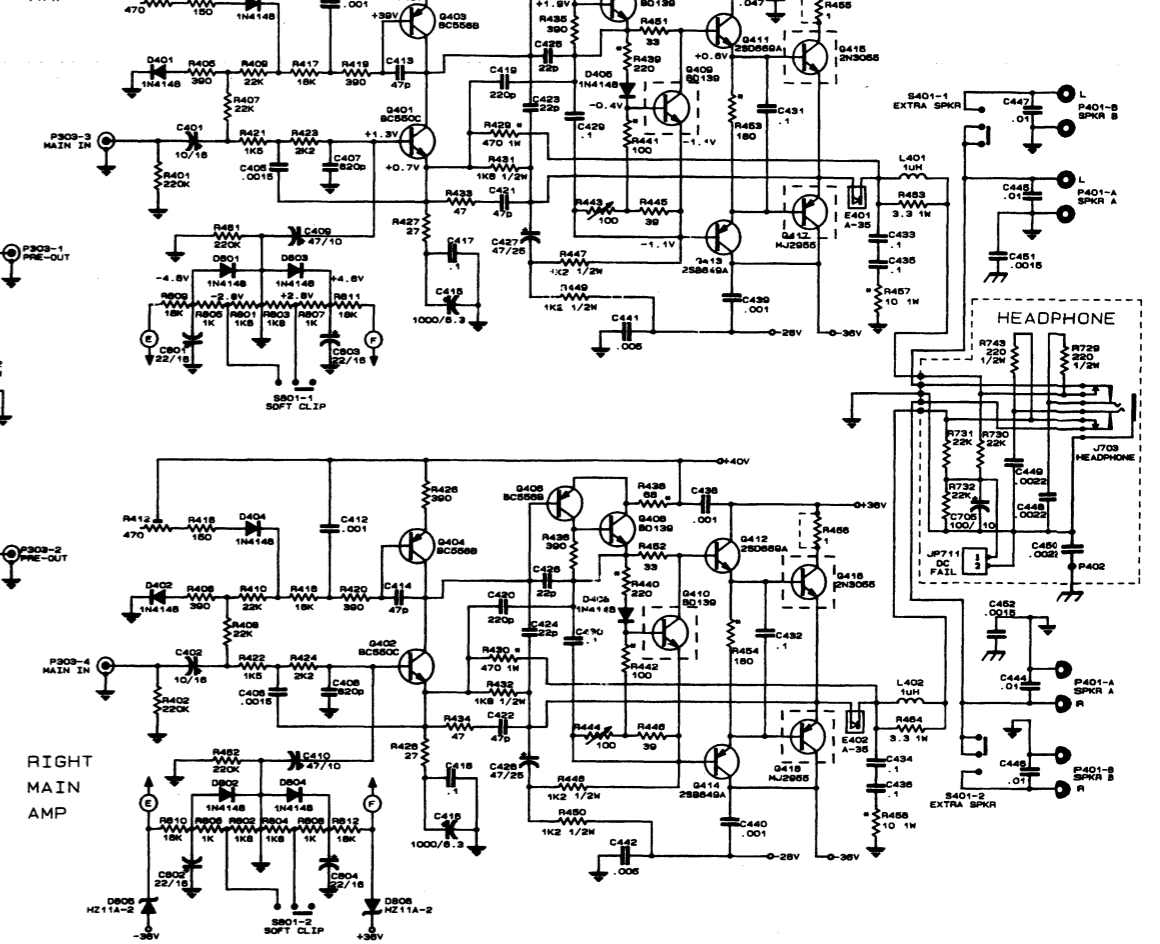 470
150
1N4148
.001
+39V
Q403
BC556B
+1.9V
R435
390
BD139
R451
33
.047
R455
1
Q411
2SD669A
+0.6V
Q415
2N3055
D401
1N4148
R405
390
R409
22K
R417
18K
R419
390
C413
47p
C425
22p
R439
220
D405
1N4148
-0.4V
Q409
BD139
R407
22K
C419
220p
C423
22p
C429
.1
R441
100
-1.1V
R453
180
C431
.1
P303-3
MAIN IN
C401
10/16
R421
1K5
R423
2K2
Q401
BC550C
+1.3V
+0.7V
R429
470 1W
R431
1K8 1/2W
R401
220K
C405
.0015
C407
820p
R433
47
C421
47p
R443
100
R445
39
-1.1V
Q413
2SB649A
Q417
MJ2955
E401
A-35
L401
1uH
R463
3.3 1W
C433
.1
C435
.1
R457
10 1W
S401-1
EXTRA SPKR
C447
.01
L
P401-B
SPKR B
C445
.01
L
P401-A
SPKR A
C451
.0015
P303-1
PRE-OUT
R461
220K
C409
47/10
R427
27
C417
.1
C415
1000/6.3
C427
47/25
R447
1K2 1/2W
R449
1K2 1/2W
C439
.001
C441
.005
-28V
-36V
D801
1N4148
D803
1N4148
-4.8V
-2.8V
+2.8V
+4.8V
R809
18K
R805
1K
R801
1K8
R803
1K8
R807
1K
R811
18K
E
F
C801
22/16
C803
22/16
S801-1
SOFT CLIP
HEADPHONE
R743
220
1/2W
R729
220
1/2W
R731
22K
R730
22K
R732
22K
C705
100/10
C449
.0022
C448
.0022
C450
.0022
J703
HEADPHONE
JP711
DC
FAIL
1
2
P402
+40V
R412
470
R416
150
D404
1N4148
C412
.001
R426
390
Q404
BC556B
Q406
BC556B
R436
390
Q408
BD139
R438
68
C438
.001
+36V
R456
1
R452
33
Q412
2SD669A
Q416
2N3055
P303-2
PRE-OUT
D402
1N4148
R406
390
R410
22K
R418
18K
R420
390
C414
47p
C426
22p
R440
220
1N4148
Q410
BD139
R408
22K
C420
220p
C424
22p
C430
.1
R442
100
R454
180
C432
.1
P303-4
MAIN IN
C402
10/16
R422
1K5
R424
2K2
Q402
BC550C
R430
470 1W
R432
1K8 1/2W
R402
220K
C406
.0015
C408
820p
R434
47
C422
47p
R444
100
R446
39
Q414
2SB649A
Q418
MJ2955
E402
A-35
L402
1uH
R464
3.3 1W
C434
.1
C436
.1
R458
10 1W
S401-2
EXTRA SPKR
C452
.0015
C444
.01
P401-A
SPKR A
R
C446
.01
P401-B
SPKR B
R
RIGHT
MAIN
AMP
R462
220K
C410
47/10
R428
27
C418
.1
C416
1000/6.3
C428
47/25
R448
1K2 1/2W
R450
1K2 1/2W
C440
.001
C442
.005
-28V
-36V
D802
1N4148
D804
1N4148
E
F
R810
18K
R806
1K
R802
1K8
R804
1K8
R808
1K
R812
18K
C802
22/16
C804
22/16
D805
HZ11A-2
-36V
D806
HZ11A-2
+36V
S801-2
SOFT CLIP